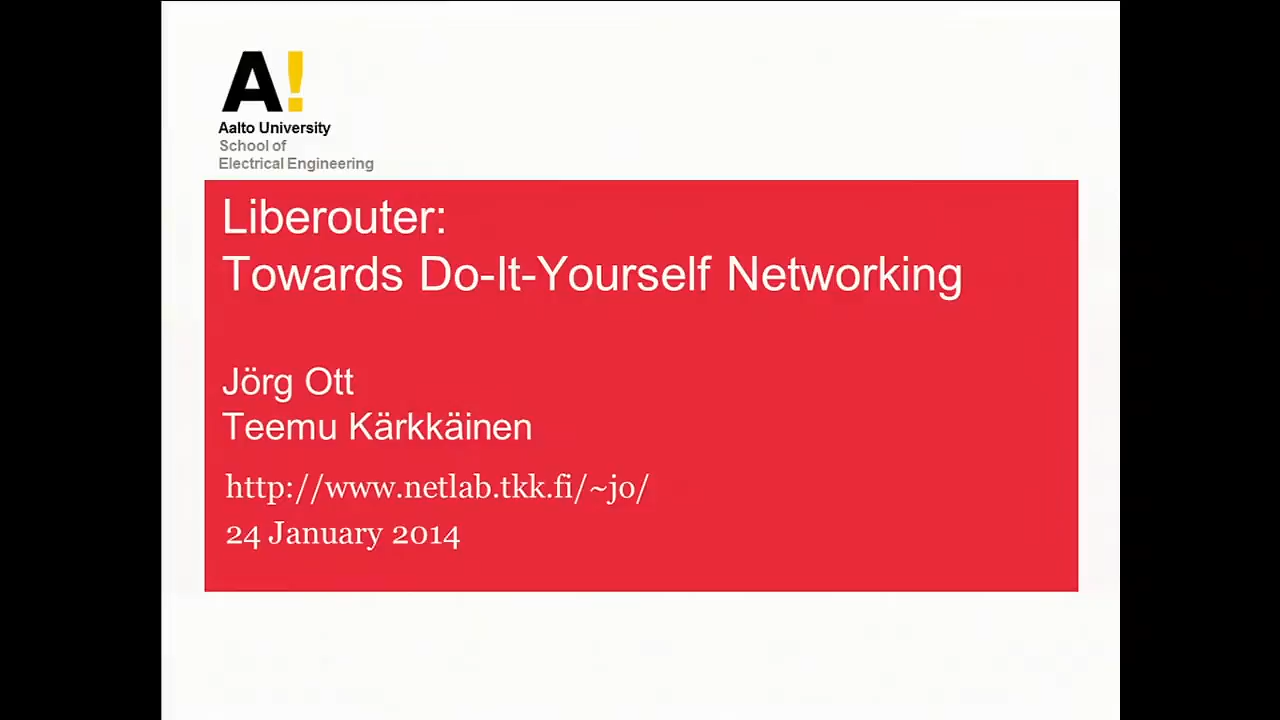 A!
Aalto University
School of
Electrical Engineering
Liberouter:
Towards Do-It-Yourself Networking
Jörg Ott
Teemu Kärkkäinen
http://www.netlab.tkk.fi/~jo/
24 January 2014